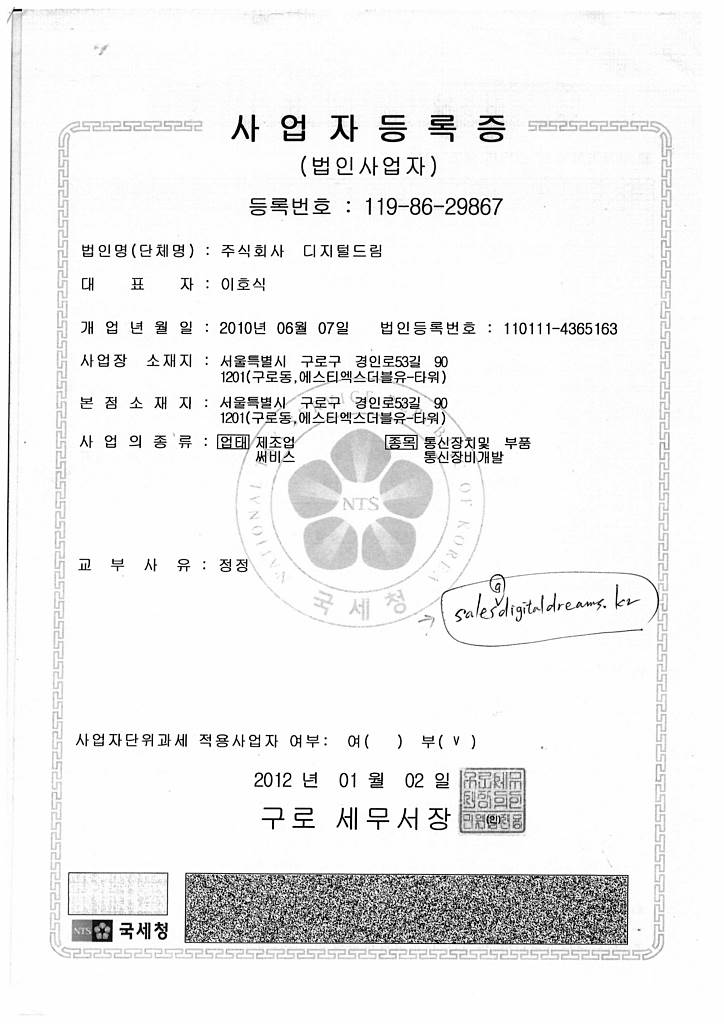 사업자등록증
(법인사업자)
등록번호 : 119-86-29867
법인명(단체명) : 주식회사 디지털드림
대 표 자 : 이호식
개 업 년 월 일 : 2010년 06월 07일 법인등록번호 : 110111-4365163
사업장 소재지 : 서울특별시 구로구 경인로53길 90
1201(구로동,에스티엑스더블유-타워)
본 점 소 재 지 : 서울특별시 구로구 경인로53길 90
1201(구로동,에스티엑스더블유-타워)
사 업 의 종 류 : 업태 제조업 종목 통신장치및 부품
써비스 통신장비개발
NATIONAL TAX SERVICE REPUBLIC OF KOREA
NTS
국세청
교 부 사 유 : 정정
sales@digitaldreams.kr
사업자단위과세 적용사업자 여부: 여( ) 부( v )
2012 년 01 월 02 일
구로 세무서장
(인)
NTS 국세청